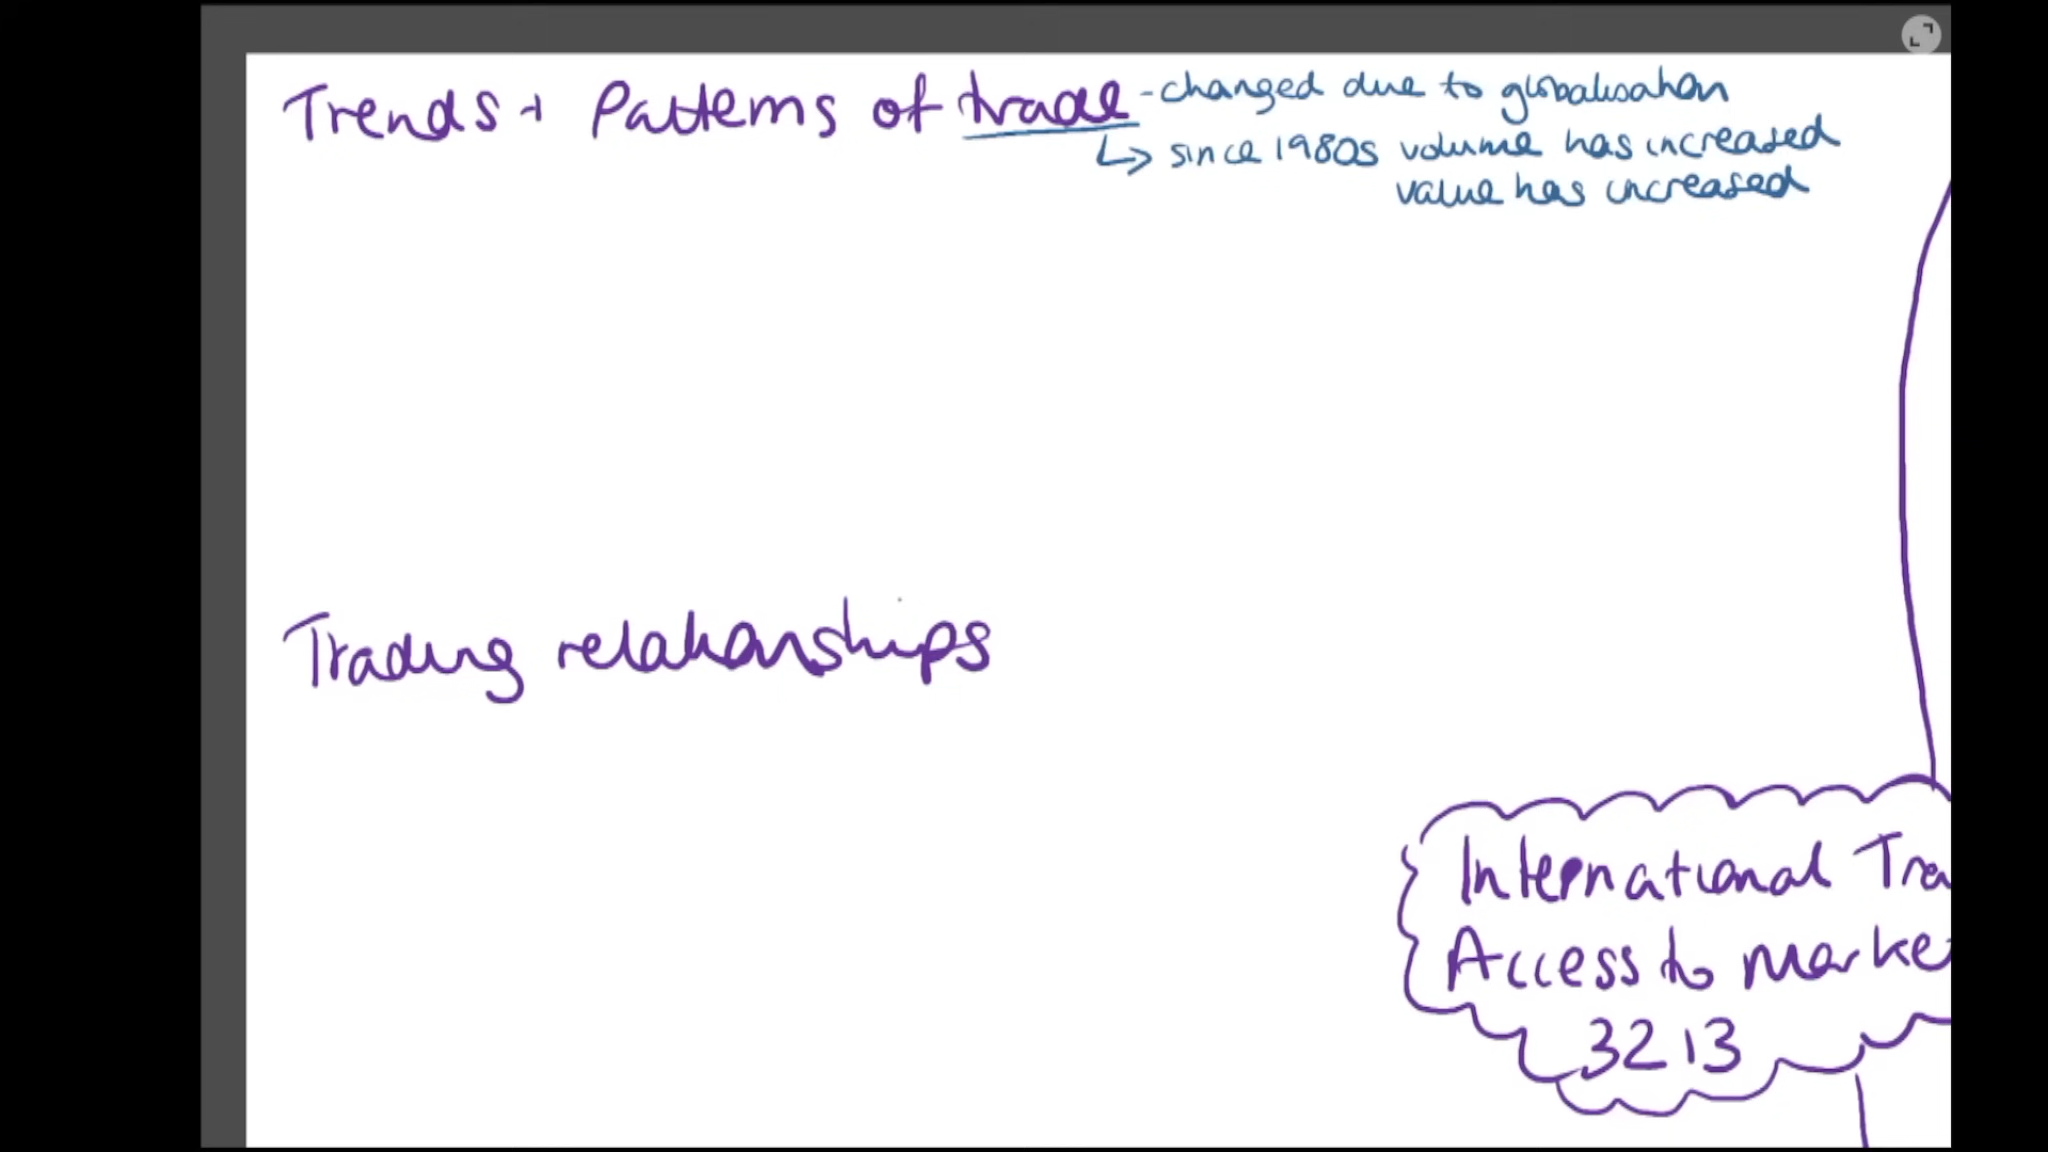 Trends + Patterns of trade - changed due to globalisation
↳ since 1980s volume has increased
value has increased
Trading relationships
International Tra
Access to marke
3213